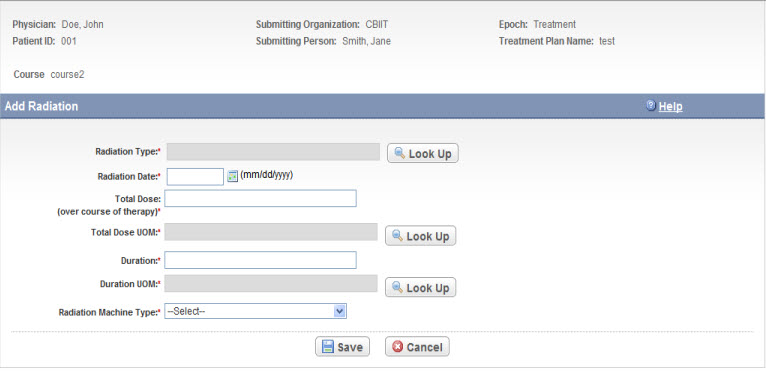 Physician: Doe, John Submitting Organization: CBIIT Epoch: Treatment
Patient ID: 001 Submitting Person: Smith, Jane Treatment Plan Name: test
Course course2
Add Radiation Help
Radiation Type:* Look Up
Radiation Date:* (mm/dd/yyyy)
Total Dose:
(over course of therapy)*
Total Dose UOM:* Look Up
Duration:*
Duration UOM:* Look Up
Radiation Machine Type:* --Select--
Save Cancel